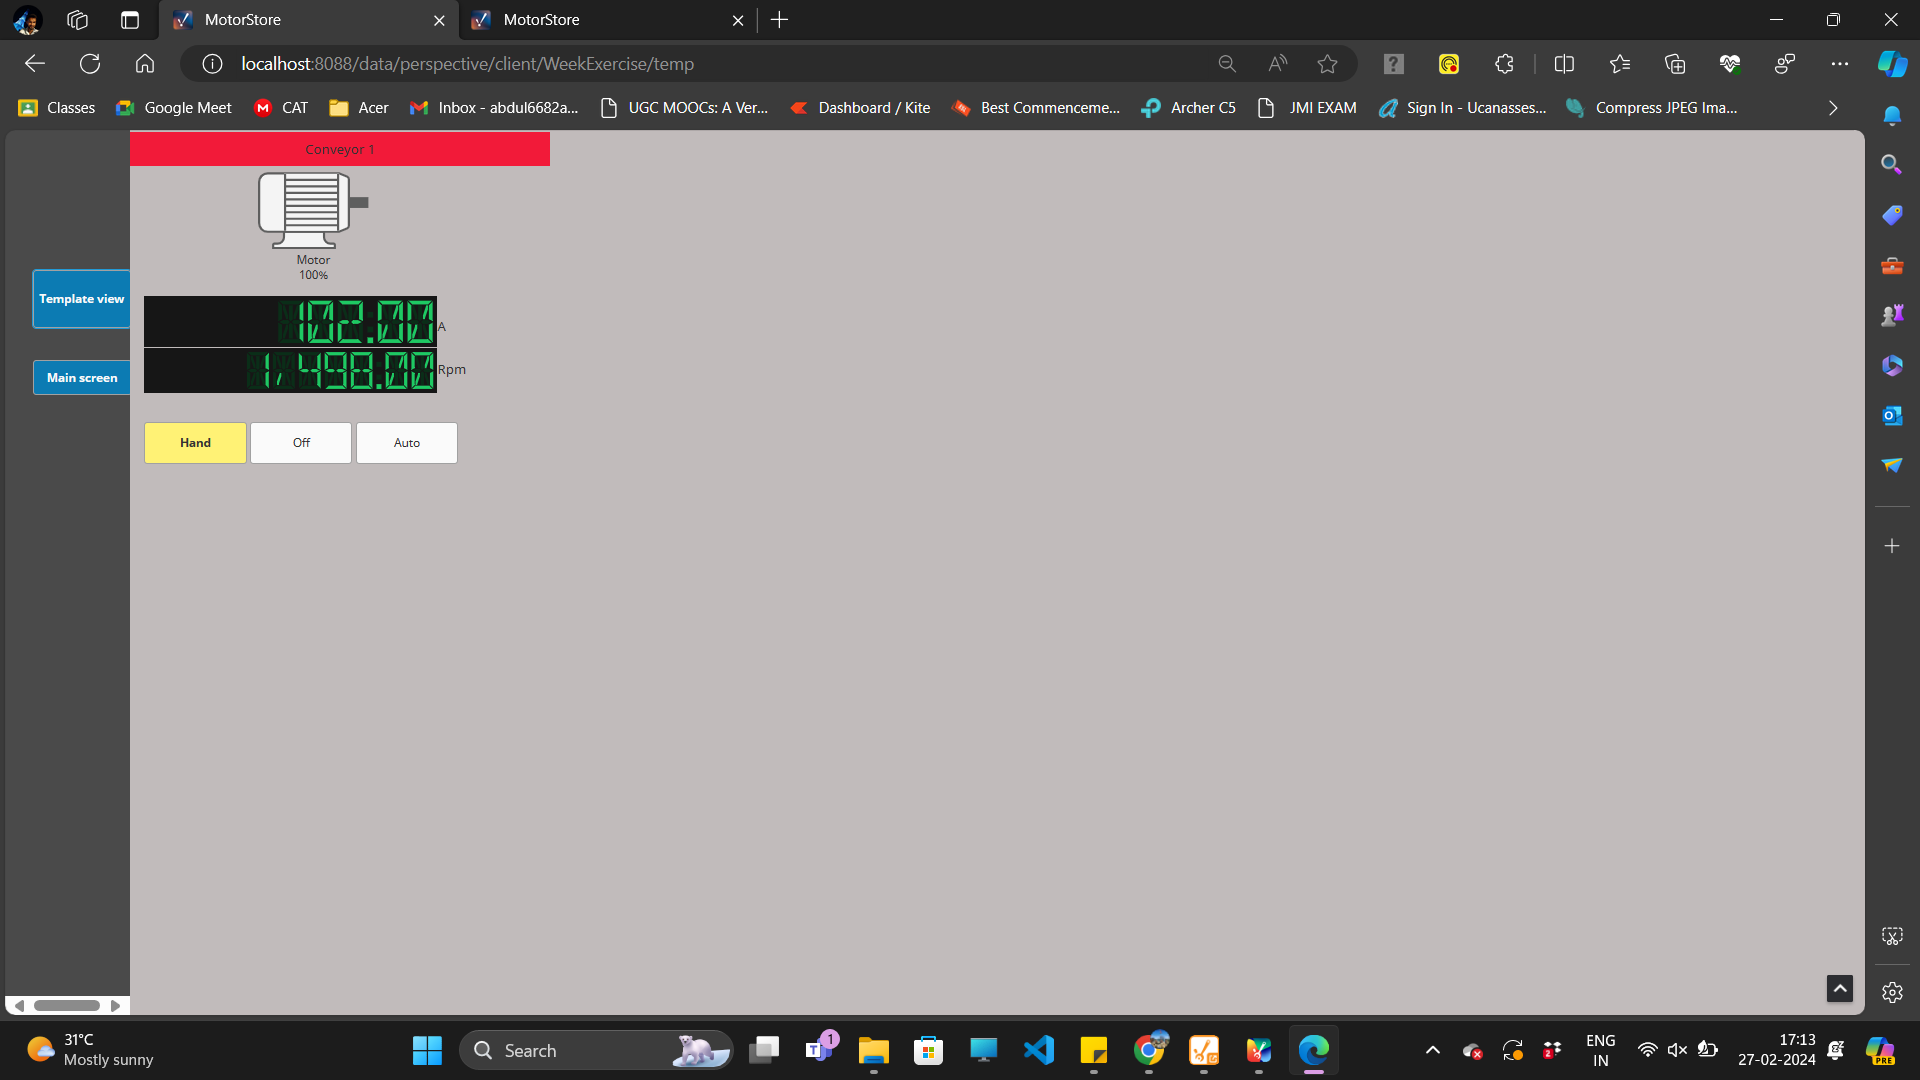 MotorStore
MotorStore
localhost:8088/data/perspective/client/WeekExercise/temp
Classes
Google Meet
CAT
Acer
Inbox - abdul6682a...
UGC MOOCs: A Ver...
Dashboard / Kite
Best Commenceme...
Archer C5
JMI EXAM
Sign In - Ucanasses...
Compress JPEG Ima...
Conveyor 1
Motor
100%
Template view
102.00 A
1,498.00 Rpm
Main screen
Hand
Off
Auto
31°C
Mostly sunny
Search
1
ENG
IN
17:13
27-02-2024
PRE